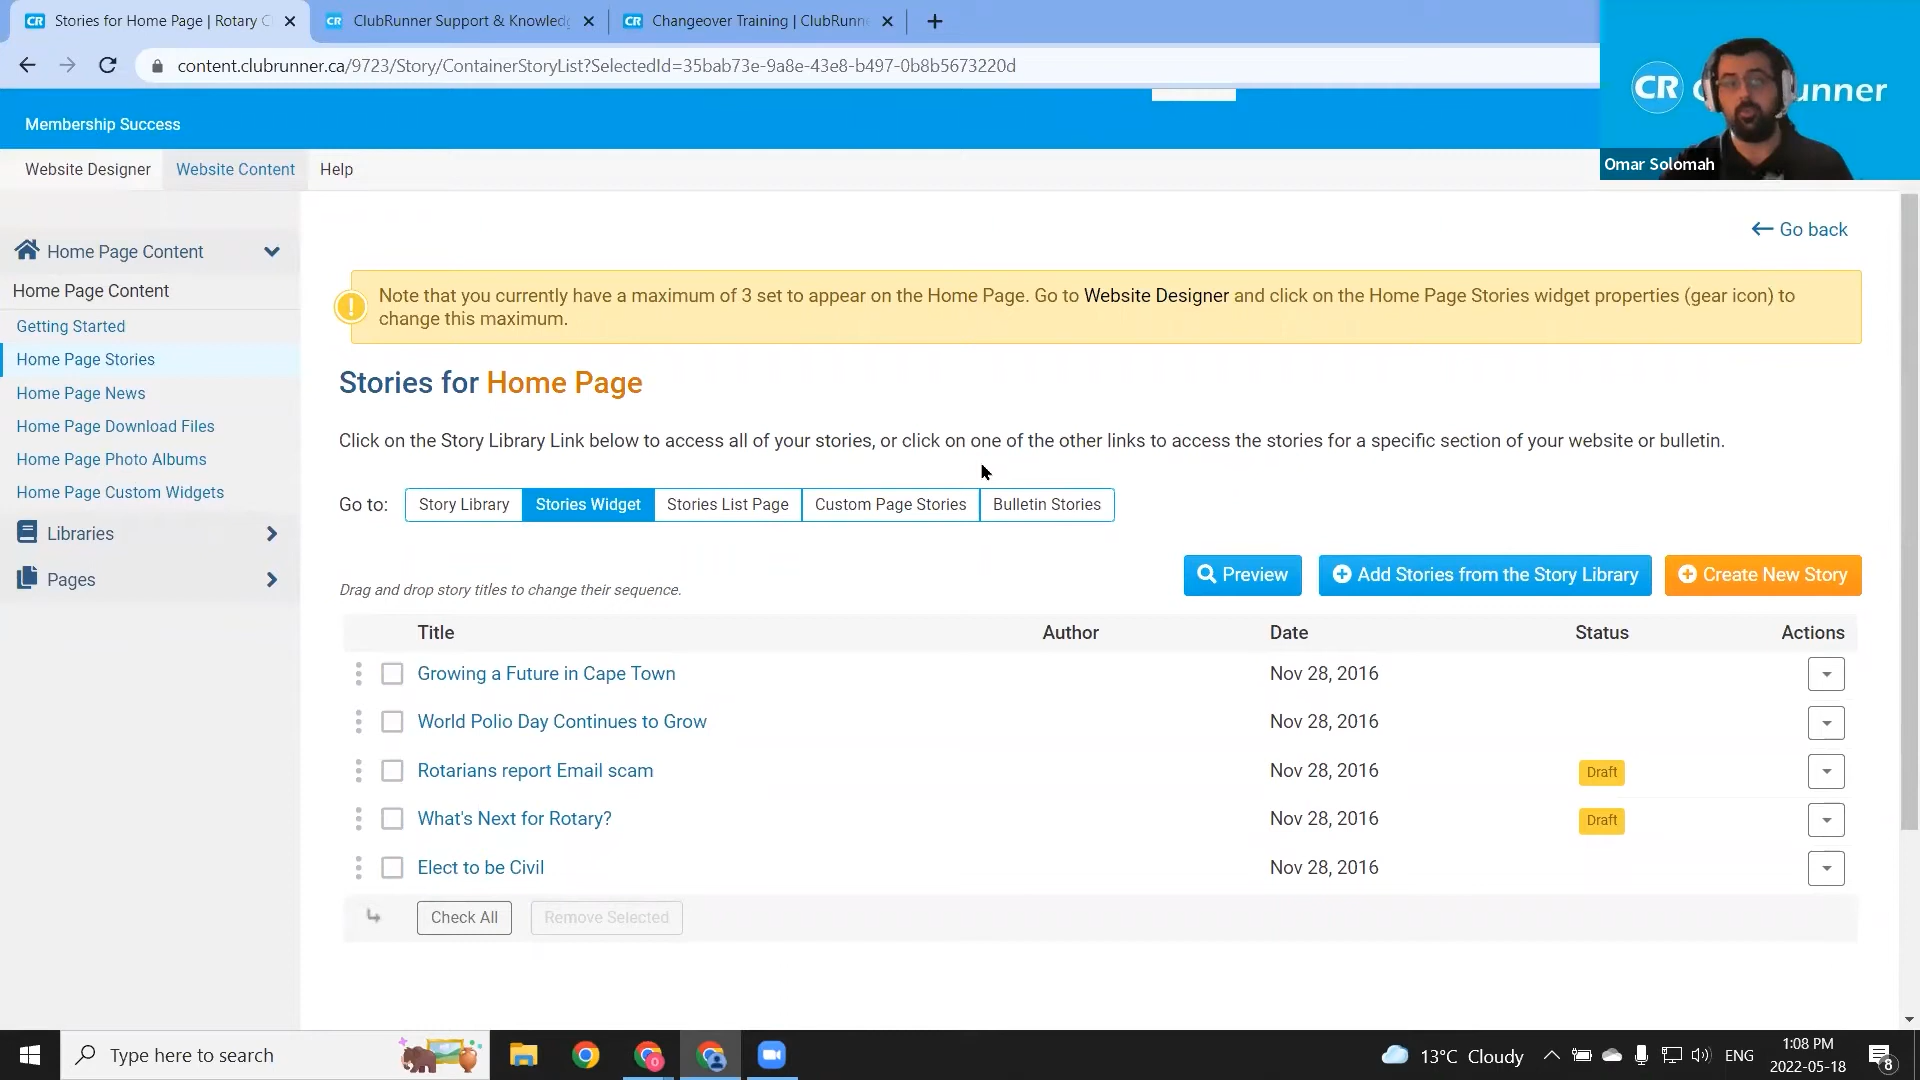 Stories for Home Page | Rotary C
ClubRunner Support & Knowled
Changeover Training | ClubRunn
content.clubrunner.ca/9723/Story/ContainerStoryList?SelectedId=35bab73e-9a8e-43e8-b497-0b8b5673220d
CR
unner
Omar Solomah
Membership Success
Website Designer
Website Content
Help
Go back
Home Page Content
Home Page Content
Getting Started
Home Page Stories
Home Page News
Home Page Download Files
Home Page Photo Albums
Home Page Custom Widgets
Libraries
Pages
Note that you currently have a maximum of 3 set to appear on the Home Page. Go to Website Designer and click on the Home Page Stories widget properties (gear icon) to
change this maximum.
Stories for Home Page
Click on the Story Library Link below to access all of your stories, or click on one of the other links to access the stories for a specific section of your website or bulletin.
Go to: Story Library Stories Widget Stories List Page Custom Page Stories Bulletin Stories
Preview Add Stories from the Story Library Create New Story
Drag and drop story titles to change their sequence.
Title Author Date Status Actions
Growing a Future in Cape Town Nov 28, 2016
World Polio Day Continues to Grow Nov 28, 2016
Rotarians report Email scam Nov 28, 2016 Draft
What's Next for Rotary? Nov 28, 2016 Draft
Elect to be Civil Nov 28, 2016
Check All Remove Selected
Type here to search
13°C Cloudy
ENG
1:08 PM
2022-05-18
8